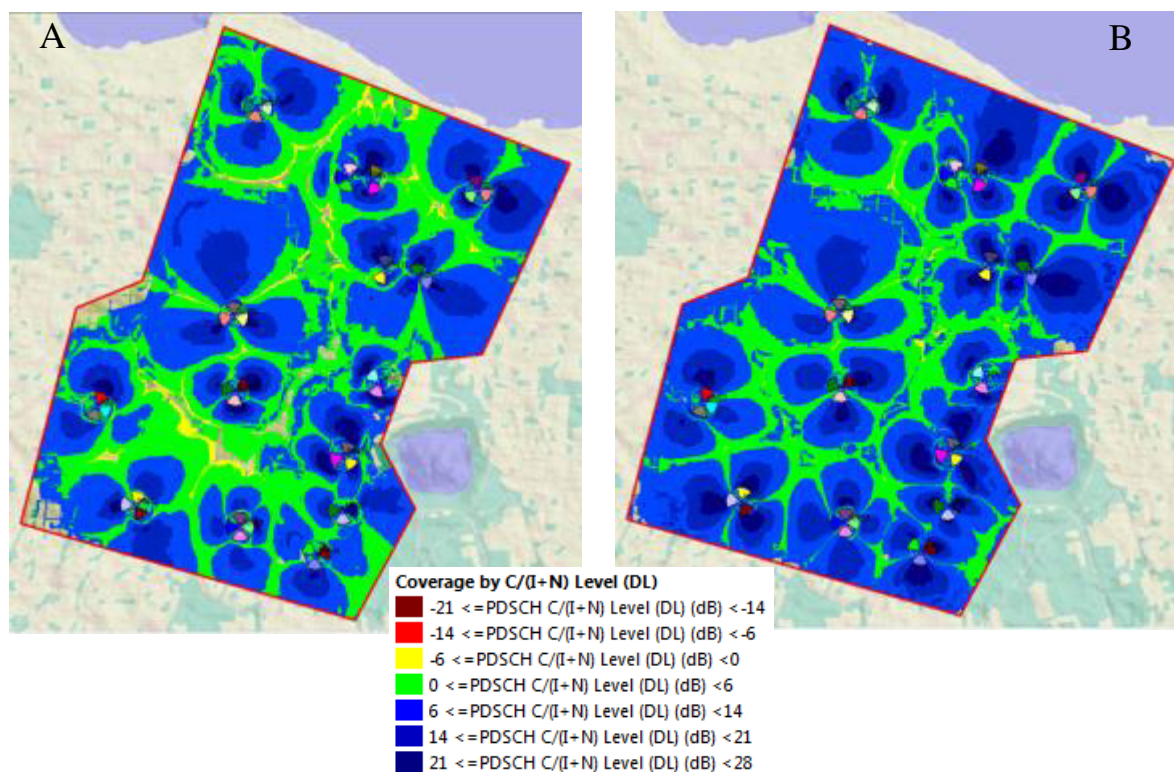 A
B
Coverage by C/(I+N) Level (DL)
-21 <=PDSCH C/(I+N) Level (DL) (dB) <-14
-14 <=PDSCH C/(I+N) Level (DL) (dB) <-6
-6 <=PDSCH C/(I+N) Level (DL) (dB) <0
0 <=PDSCH C/(I+N) Level (DL) (dB) <6
6 <=PDSCH C/(I+N) Level (DL) (dB) <14
14 <=PDSCH C/(I+N) Level (DL) (dB) <21
21 <=PDSCH C/(I+N) Level (DL) (dB) <28